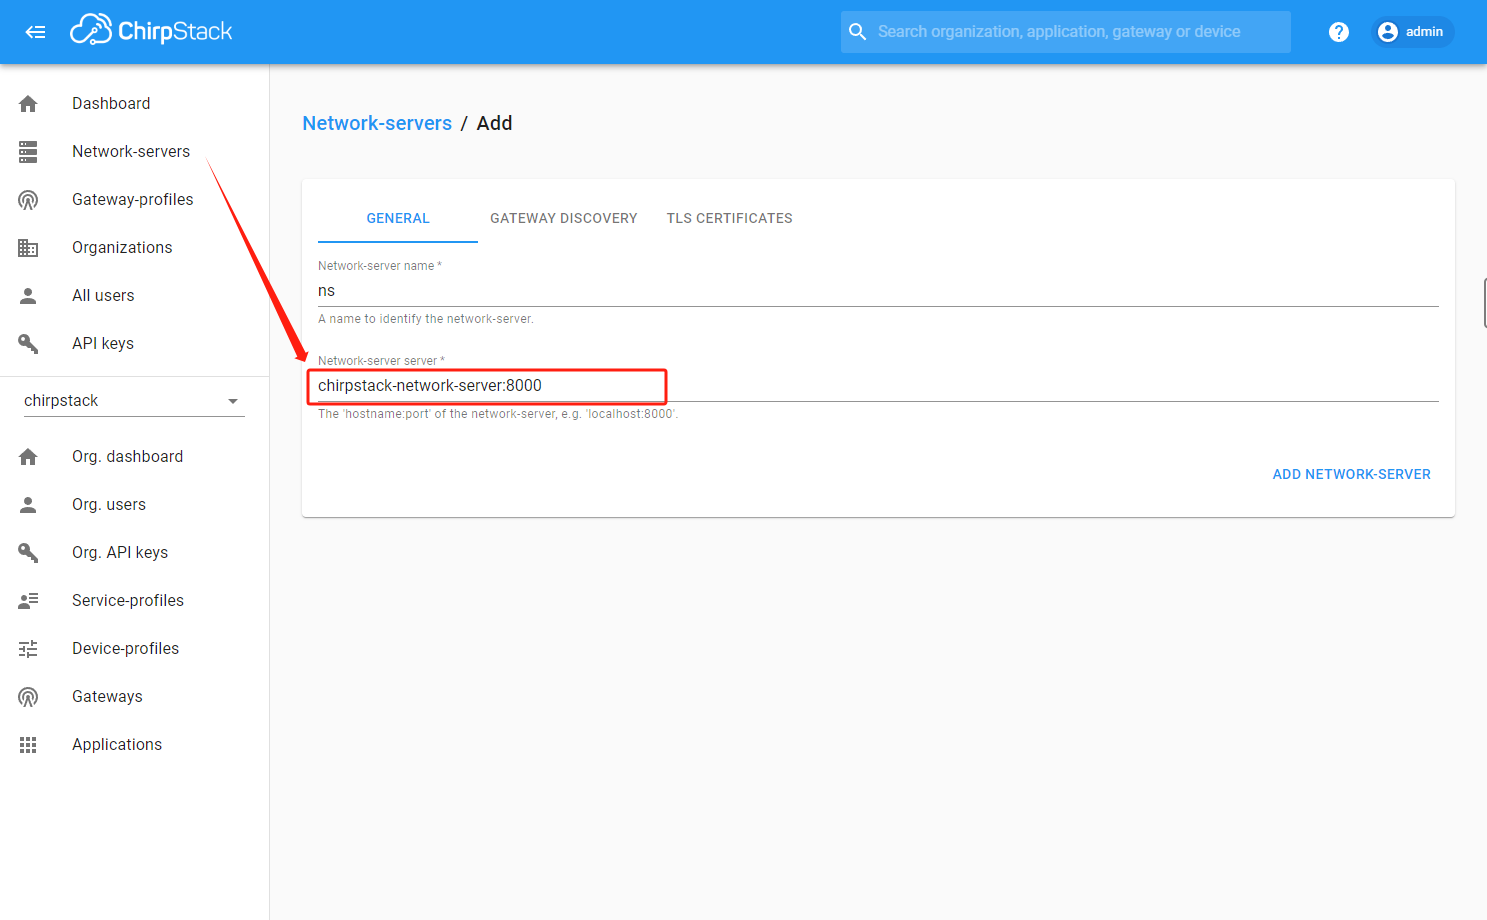 ChirpStack
Search organization, application, gateway or device
?
admin
Dashboard
Network-servers
Gateway-profiles
Organizations
All users
API keys
chirpstack
Org. dashboard
Org. users
Org. API keys
Service-profiles
Device-profiles
Gateways
Applications
Network-servers / Add
GENERAL GATEWAY DISCOVERY TLS CERTIFICATES
Network-server name *
ns
A name to identify the network-server.
Network-server server *
chirpstack-network-server:8000
The 'hostname:port' of the network-server, e.g. 'localhost:8000'.
ADD NETWORK-SERVER